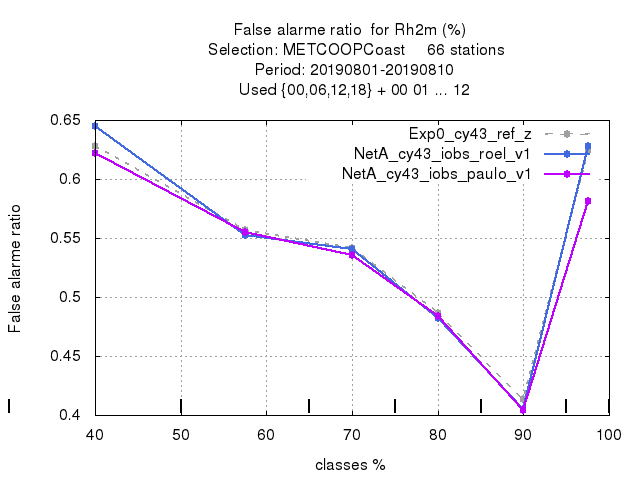 False alarme ratio for Rh2m (%)
Selection: METCOOPCoast 66 stations
Period: 20190801-20190810
Used {00,06,12,18} + 00 01 ... 12
Exp0_cy43_ref_z
NetA_cy43_iobs_roel_v1
NetA_cy43_iobs_paulo_v1
False alarme ratio
0.65
0.6
0.55
0.5
0.45
0.4
40 50 60 70 80 90 100
classes %